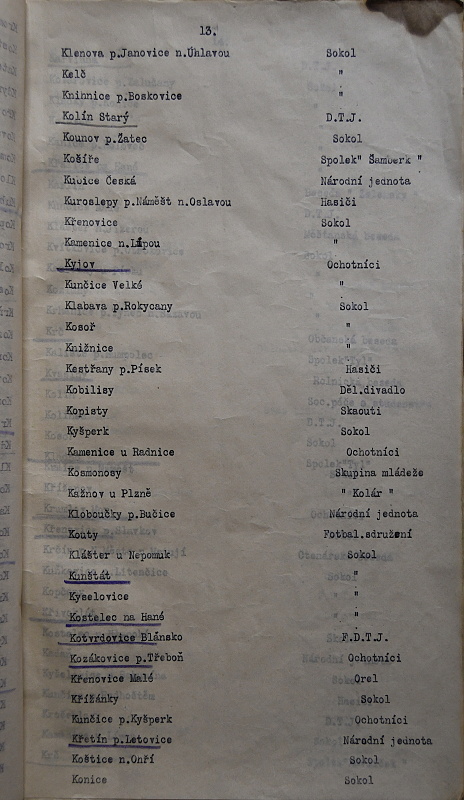 13.
Klenova p.Janovice n.Úhlavou Sokol
Kelč "
Knihnice p.Boskovice "
Kolín Starý D.T.J.
Kounov p.Žatec Sokol
Košíře Spolek" Šamberk "
Kubice Česká Národní jednota
Kuroslepy p.Náměšt n.Oslavou Hasiči
Křenovice Sokol
Kamenice n.Lipou "
Kyjov Ochotníci
Kunčice Velké "
Klabava p.Rokycany Sokol
Kosoř "
Knižnice "
Kestřany p.Písek Hasiči
Kobilisy Děl.divadlo
Kopisty Skauti
Kyšperk Sokol
Kamenice u Radnice Ochotníci
Kosmonosy Skupina mládeže
Kažnov u Plzně " Kolár "
Kloboučky p.Bučice Národní jednota
Kouty Fotbal.sdružení
Klášter u Nepomuk Sokol
Kunštát "
Kyselovice "
Kostelec na Hané "
Kotvrdovice Blánsko F.D.T.J.
Kozákovice p.Třeboň Ochotníci
Křenovice Malé Orel
Křižánky Sokol
Kunčice p.Kyšperk Ochotníci
Křetín p.Letovice Národní jednota
Koštice n.Ohří Sokol
Konice Sokol